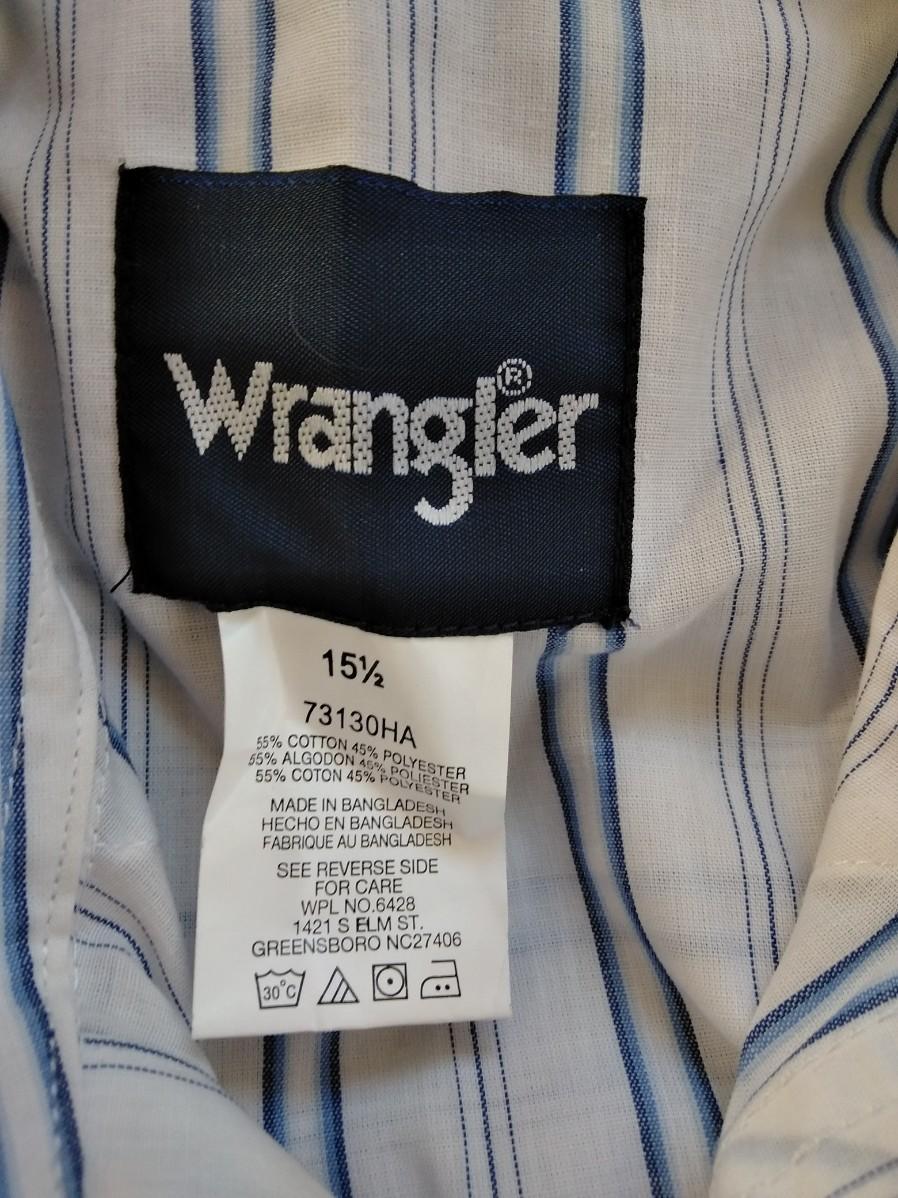 Wrangler®
15½
73130HA
55% COTTON 45% POLYESTER
55% ALGODON 45% POLIESTER
55% COTON 45% POLYESTER
MADE IN BANGLADESH
HECHO EN BANGLADESH
FABRIQUE AU BANGLADESH
SEE REVERSE SIDE
FOR CARE
WPL NO.6428
1421 S ELM ST.
GREENSBORO NC27406
30°C